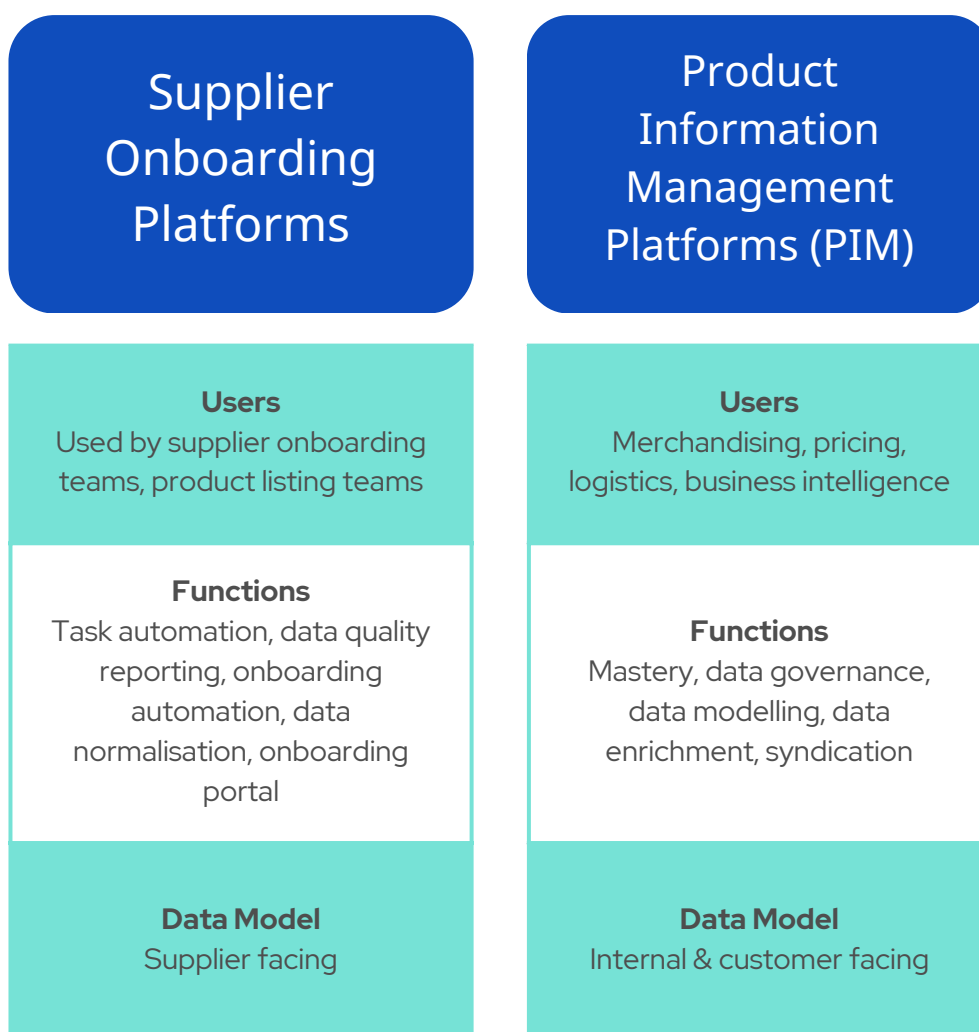 Supplier
Onboarding
Platforms
Users
Used by supplier onboarding
teams, product listing teams
Functions
Task automation, data quality
reporting, onboarding
automation, data
normalisation, onboarding
portal
Data Model
Supplier facing
Product
Information
Management
Platforms (PIM)
Users
Merchandising, pricing,
logistics, business intelligence
Functions
Mastery, data governance,
data modelling, data
enrichment, syndication
Data Model
Internal & customer facing